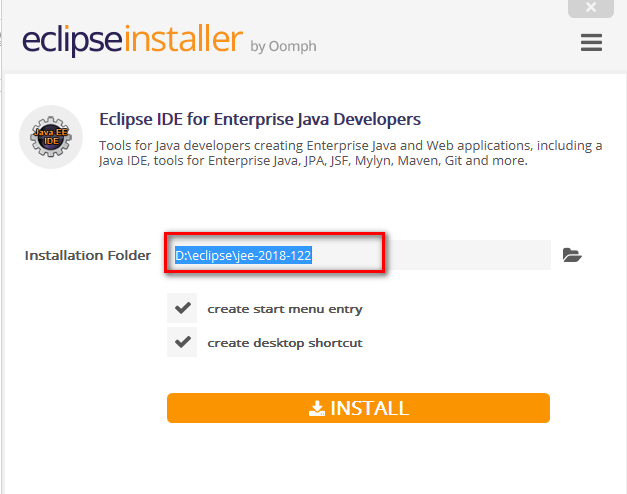 eclipseinstaller by Oomph
Java EE
IDE
Eclipse IDE for Enterprise Java Developers
Tools for Java developers creating Enterprise Java and Web applications, including a
Java IDE, tools for Enterprise Java, JPA, JSF, Mylyn, Maven, Git and more.
Installation Folder D:\eclipse\jee-2018-122
create start menu entry
create desktop shortcut
INSTALL